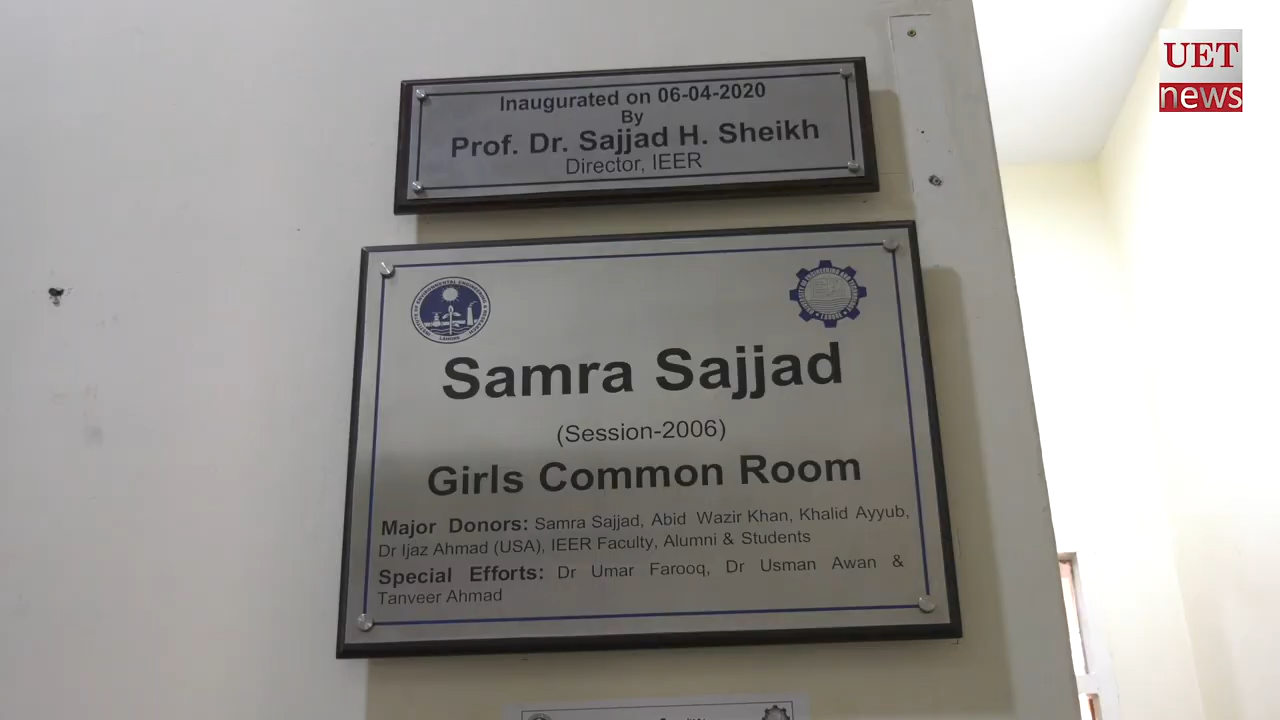 UET
news
Inaugurated on 06-04-2020
By
Prof. Dr. Sajjad H. Sheikh
Director, IEER
Samra Sajjad
(Session-2006)
Girls Common Room
Major Donors: Samra Sajjad, Abid Wazir Khan, Khalid Ayyub,
Dr Ijaz Ahmad (USA), IEER Faculty, Alumni & Students
Special Efforts: Dr Umar Farooq, Dr Usman Awan &
Tanveer Ahmad